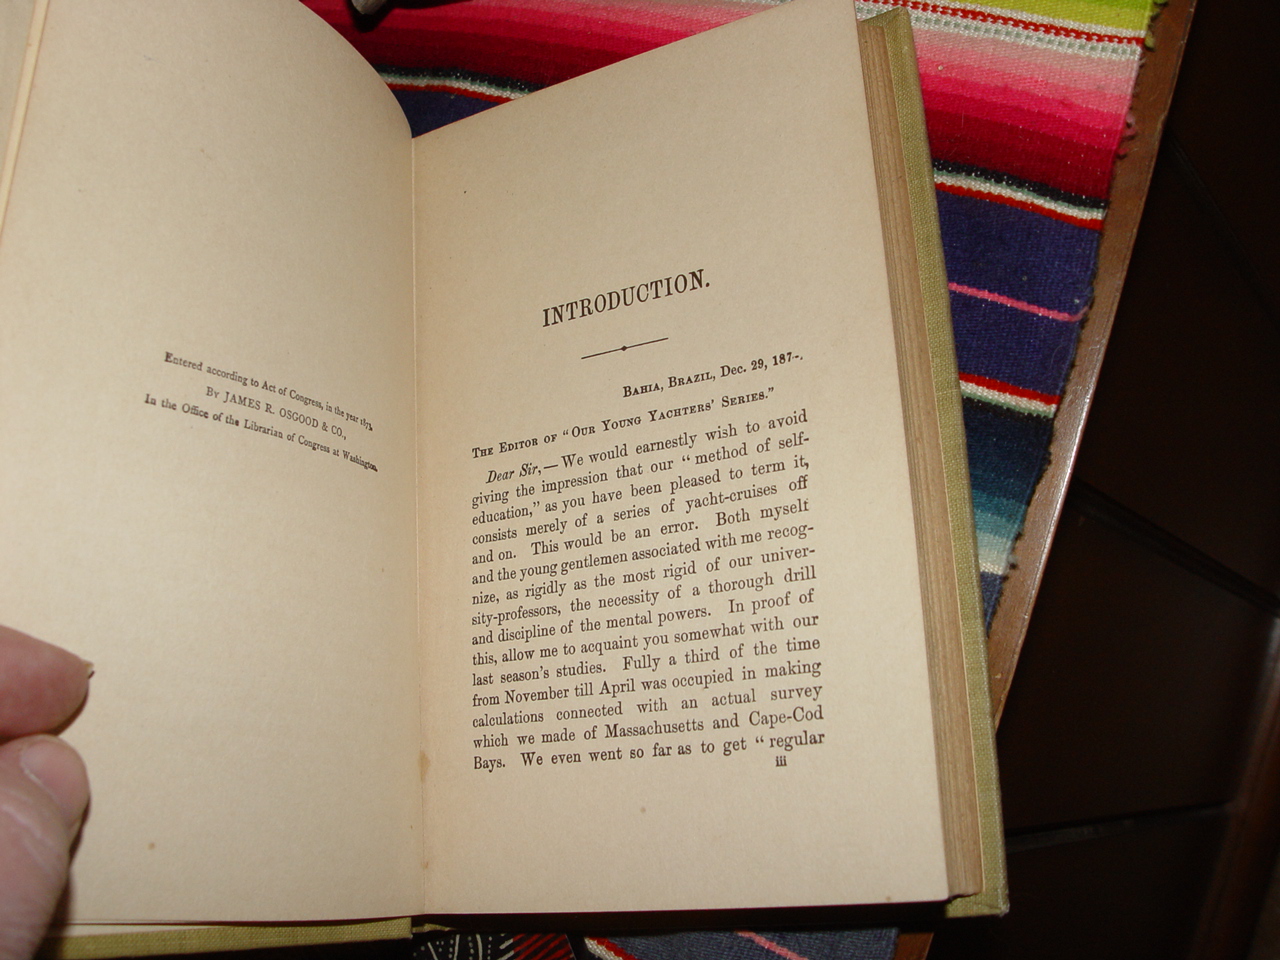 Entered according to Act of Congress, in the year 187
By JAMES R. OSGOOD & CO.,
In the Office of the Librarian of Congress at Washington.
INTRODUCTION.
Bahia, Brazil, Dec. 29, 187-.
The Editor of "Our Young Yachters' Series."
Dear Sir,—We would earnestly wish to avoid
giving the impression that our "method of self-
education," as you have been pleased to term it,
consists merely of a series of yacht-cruises off
and on. This would be an error. Both myself
and the young gentlemen associated with me recog-
nize, as rigidly as the most rigid of our univer-
sity-professors, the necessity of a thorough drill
and discipline of the mental powers. In proof of
this, allow me to acquaint you somewhat with our
last season's studies. Fully a third of the time
from November till April was occupied in making
calculations connected with an actual survey
which we made of Massachusetts and Cape-Cod
Bays. We even went so far as to get "regular
iii